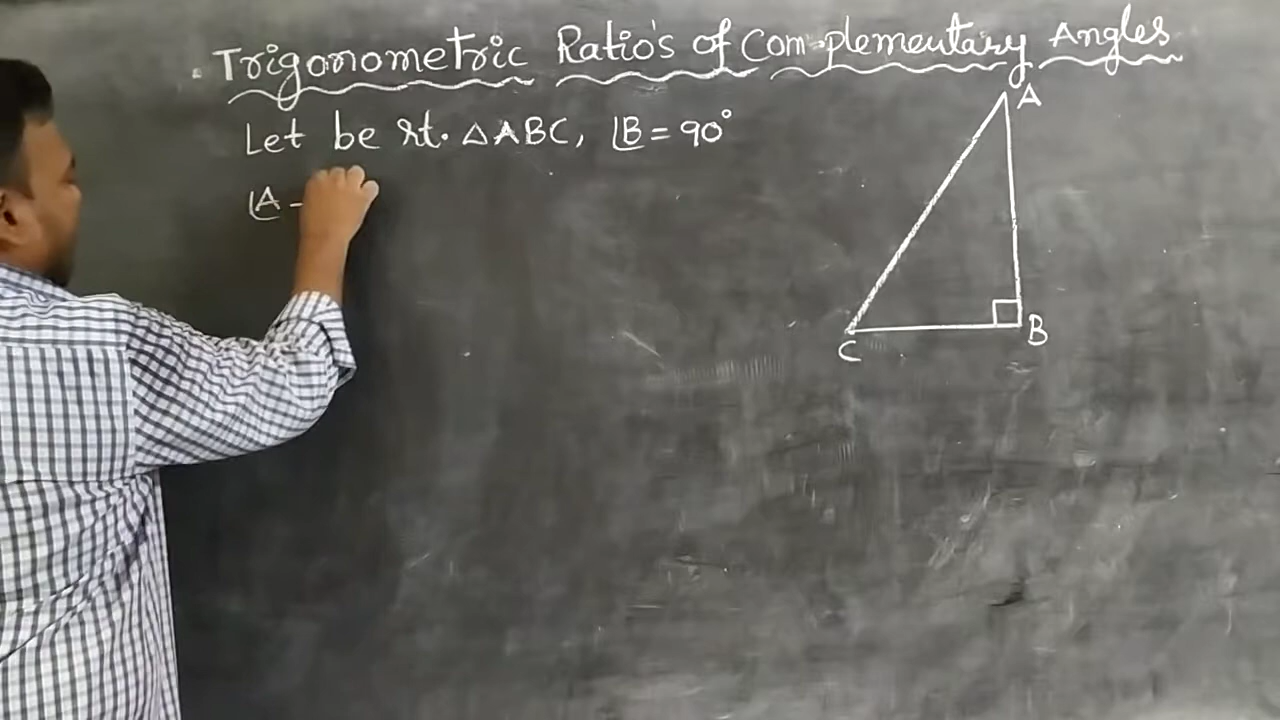 Trigonometric Ratio's of Complementary Angles
Let be rt. △ABC, ∠B = 90°
∠A -
A
B
C